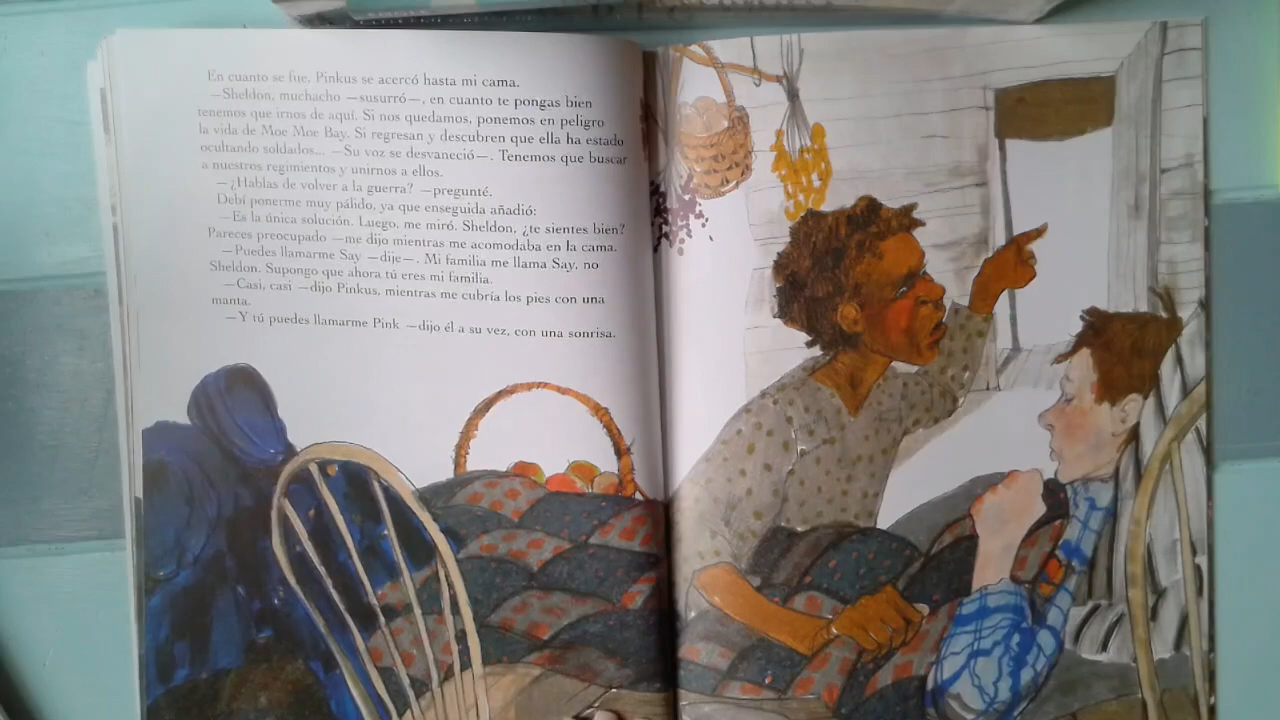 En cuanto se fue, Pinkus se acercó hasta mi cama.
—Sheldon, muchacho —susurró—, en cuanto te pongas bien
tenemos que irnos de aquí. Si nos quedamos, ponemos en peligro
la vida de Moe Moe Bay. Si regresan y descubren que ella ha estado
ocultando soldados... —Su voz se desvaneció—. Tenemos que buscar
a nuestros regimientos y unirnos a ellos.
—¿Hablas de volver a la guerra? —pregunté.
Debí ponerme muy pálido, ya que enseguida añadió:
—Es la única solución. Luego, me miró. Sheldon, ¿te sientes bien?
Pareces preocupado —me dijo mientras me acomodaba en la cama.
—Puedes llamarme Say —dije—. Mi familia me llama Say, no
Sheldon. Supongo que ahora tú eres mi familia.
—Casi, casi —dijo Pinkus, mientras me cubría los pies con una
manta.
—Y tú puedes llamarme Pink —dijo él a su vez, con una sonrisa.